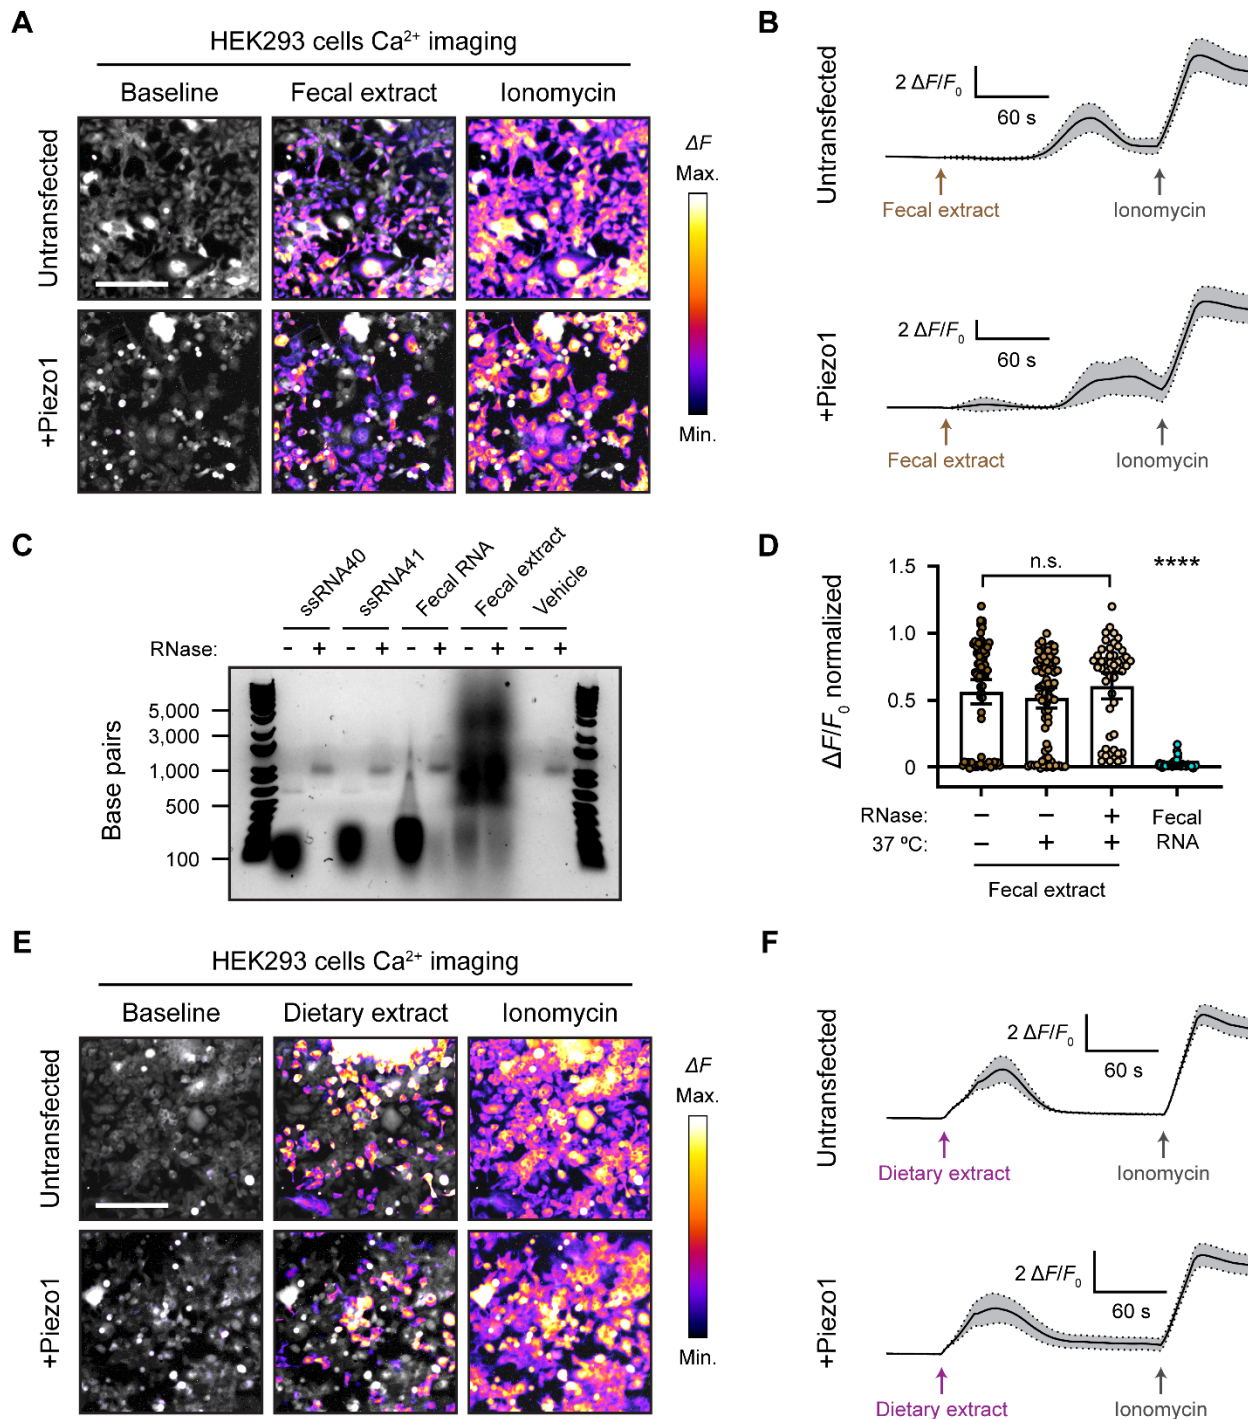 A
HEK293 cells Ca²⁺ imaging
Baseline Fecal extract Ionomycin
Untransfected
+Piezo1
ΔF
Max.
Min.
B
Untransfected
2 ΔF/F₀
60 s
Fecal extract Ionomycin
+Piezo1
2 ΔF/F₀
60 s
Fecal extract Ionomycin
C
ssRNA40 ssRNA41 Fecal RNA Fecal extract Vehicle
RNase: - + - + - + - + - +
Base pairs
5,000
3,000
1,000
500
100
D
ΔF/F₀ normalized
1.5
1.0
0.5
0
n.s. ****
RNase: − − + Fecal
37 ºC: − + + RNA
Fecal extract
E
HEK293 cells Ca²⁺ imaging
Baseline Dietary extract Ionomycin
Untransfected
+Piezo1
ΔF
Max.
Min.
F
Untransfected
2 ΔF/F₀
60 s
Dietary extract Ionomycin
+Piezo1
2 ΔF/F₀
60 s
Dietary extract Ionomycin